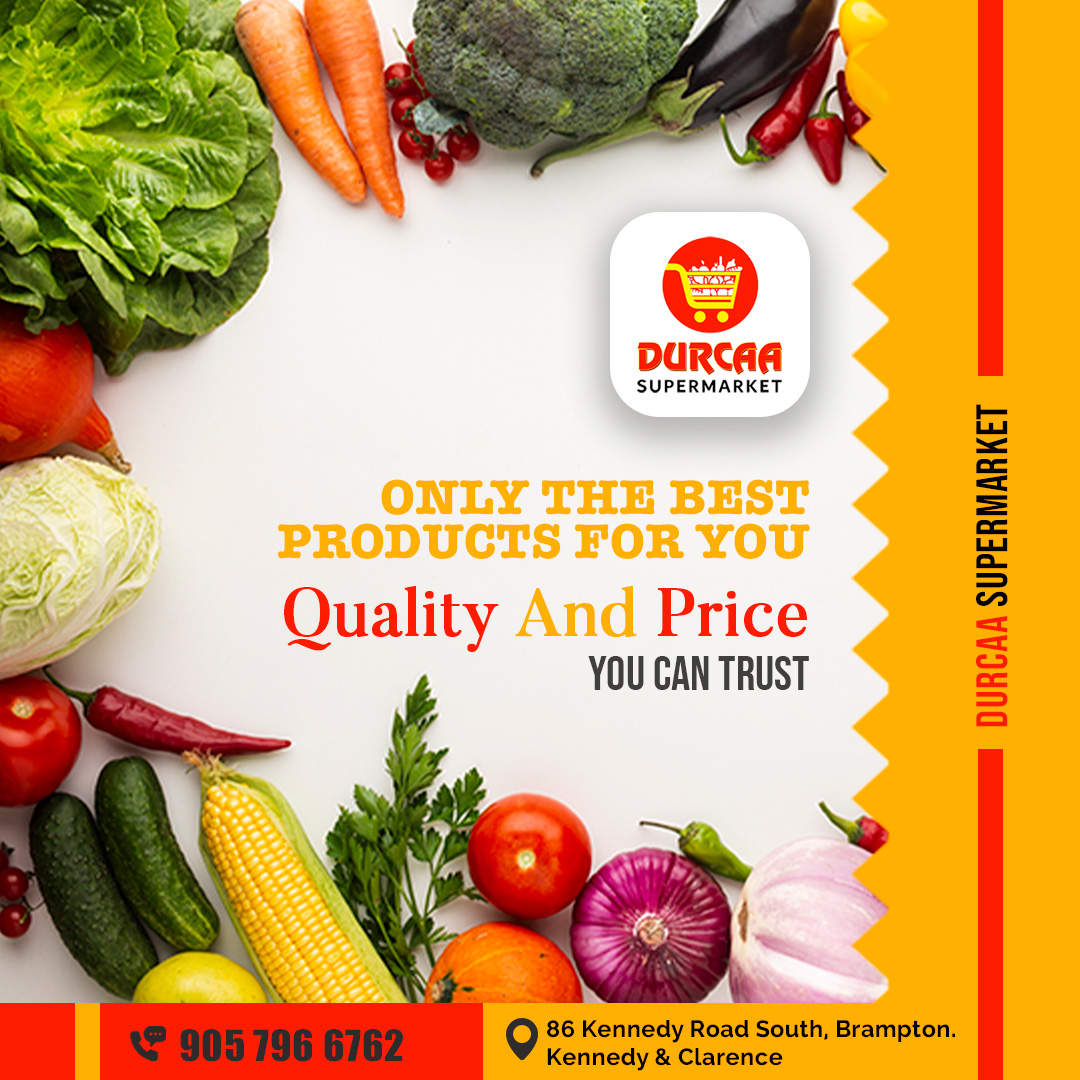 DURCAA
SUPERMARKET
ONLY THE BEST
PRODUCTS FOR YOU
Quality And Price
YOU CAN TRUST
DURCAA SUPERMARKET
905 796 6762
86 Kennedy Road South, Brampton.
Kennedy & Clarence